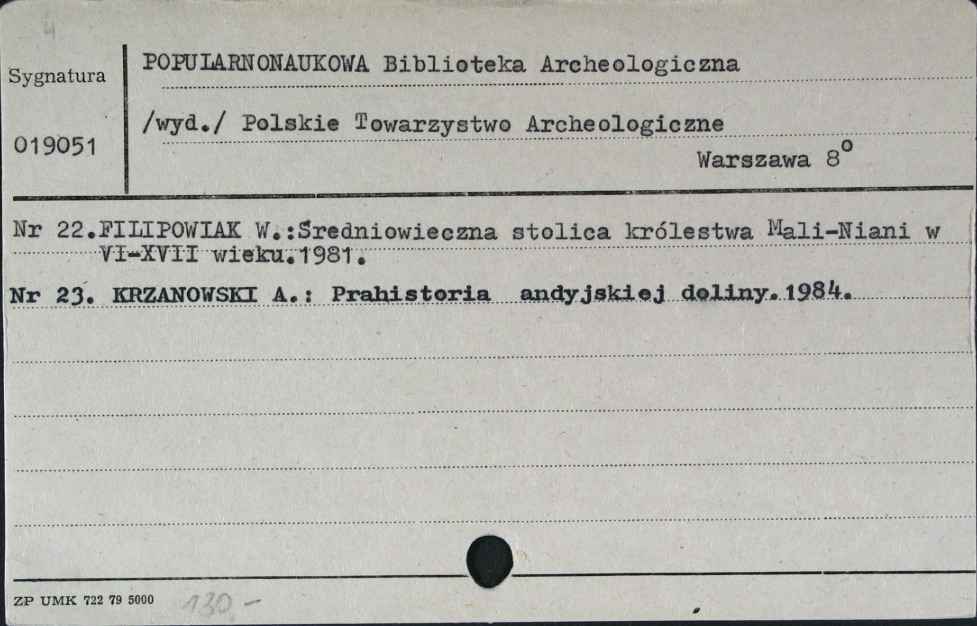 4
Sygnatura
019051
POPULARNONAUKOWA Biblioteka Archeologiczna
/wyd./ Polskie Towarzystwo Archeologiczne
Warszawa 8°
Nr 22.FILIPOWIAK W.:Średniowieczna stolica królestwa Mali-Niani w
VI-XVII wieku.1981.
Nr 23. KRZANOWSKI A.: Prahistoria andyjskiej doliny.1984.
ZP UMK 722 79 5000
130.-